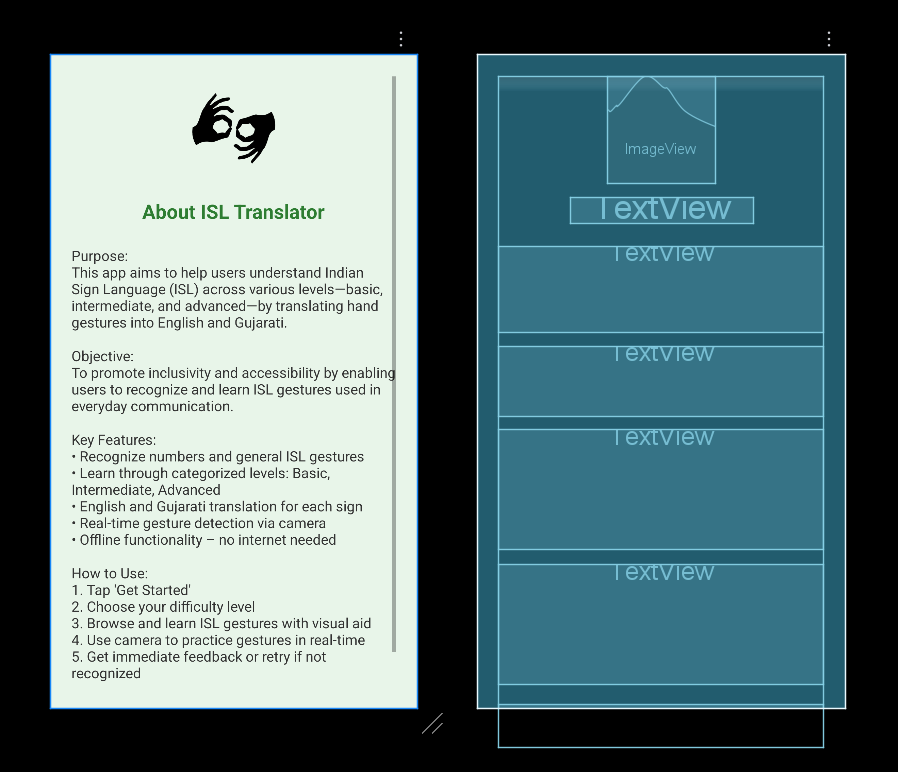 About ISL Translator
Purpose:
This app aims to help users understand Indian
Sign Language (ISL) across various levels—basic,
intermediate, and advanced—by translating hand
gestures into English and Gujarati.
Objective:
To promote inclusivity and accessibility by enabling
users to recognize and learn ISL gestures used in
everyday communication.
Key Features:
• Recognize numbers and general ISL gestures
• Learn through categorized levels: Basic,
Intermediate, Advanced
• English and Gujarati translation for each sign
• Real-time gesture detection via camera
• Offline functionality – no internet needed
How to Use:
1. Tap 'Get Started'
2. Choose your difficulty level
3. Browse and learn ISL gestures with visual aid
4. Use camera to practice gestures in real-time
5. Get immediate feedback or retry if not
recognized
ImageView
TextView
TextView
TextView
TextView
TextView